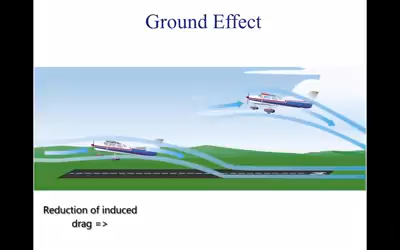 Ground Effect
Reduction of induced
drag =>